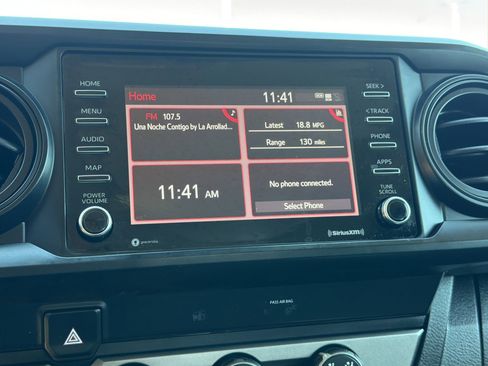 HOME
MENU
AUDIO
MAP
POWER
VOLUME
Home
11:41
FM 107.5
Una Noche Contigo by La Arrollad...
Latest 18.8 MPG
Range 130 miles
11:41 AM
No phone connected.
Select Phone
SEEK >
< TRACK
PHONE
APPS
TUNE
SCROLL
((SiriusXM))
PASS AIR BAG